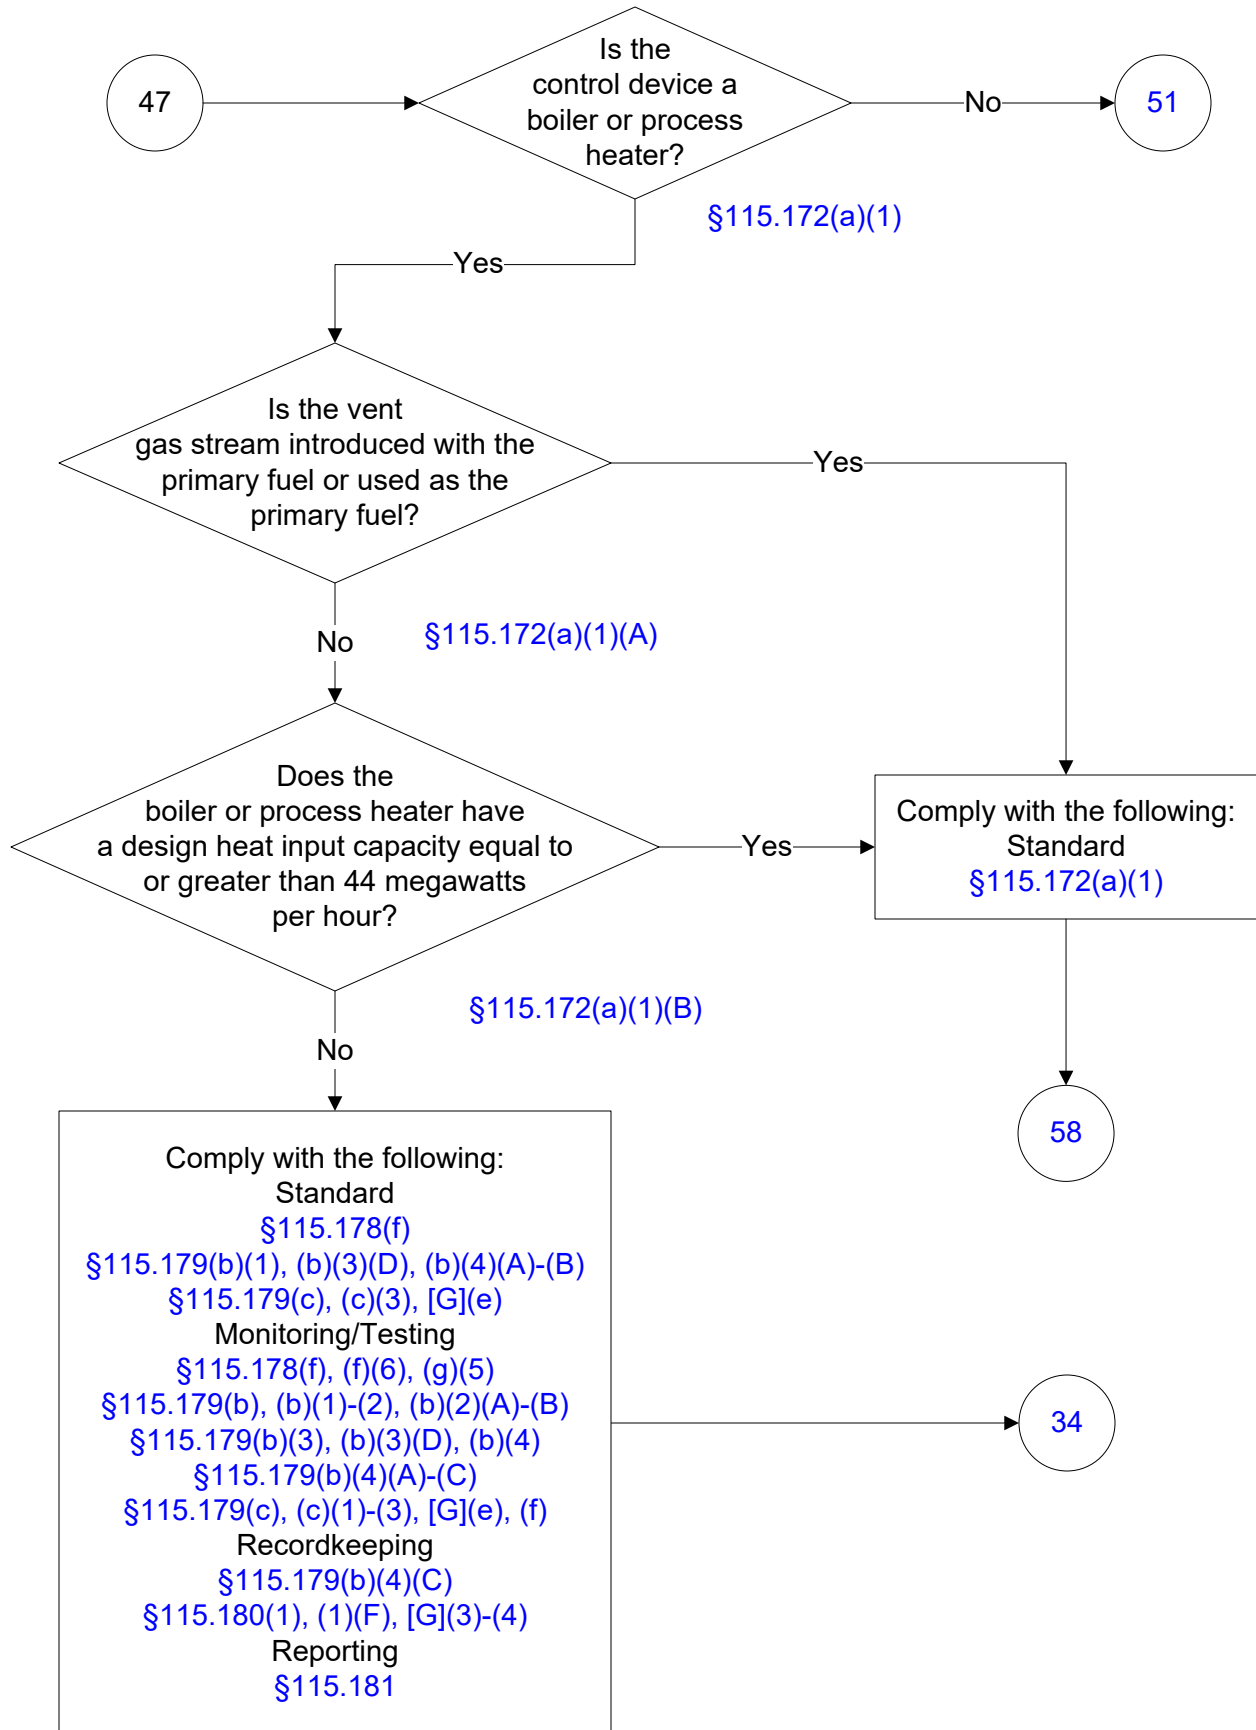 47
Is the
control device a
boiler or process
heater?
No
51
§115.172(a)(1)
Yes
Is the vent
gas stream introduced with the
primary fuel or used as the
primary fuel?
Yes
No
§115.172(a)(1)(A)
Does the
boiler or process heater have
a design heat input capacity equal to
or greater than 44 megawatts
per hour?
Yes
Comply with the following:
Standard
§115.172(a)(1)
§115.172(a)(1)(B)
No
58
Comply with the following:
Standard
§115.178(f)
§115.179(b)(1), (b)(3)(D), (b)(4)(A)-(B)
§115.179(c), (c)(3), [G](e)
Monitoring/Testing
§115.178(f), (f)(6), (g)(5)
§115.179(b), (b)(1)-(2), (b)(2)(A)-(B)
§115.179(b)(3), (b)(3)(D), (b)(4)
§115.179(b)(4)(A)-(C)
§115.179(c), (c)(1)-(3), [G](e), (f)
Recordkeeping
§115.179(b)(4)(C)
§115.180(1), (1)(F), [G](3)-(4)
Reporting
§115.181
34